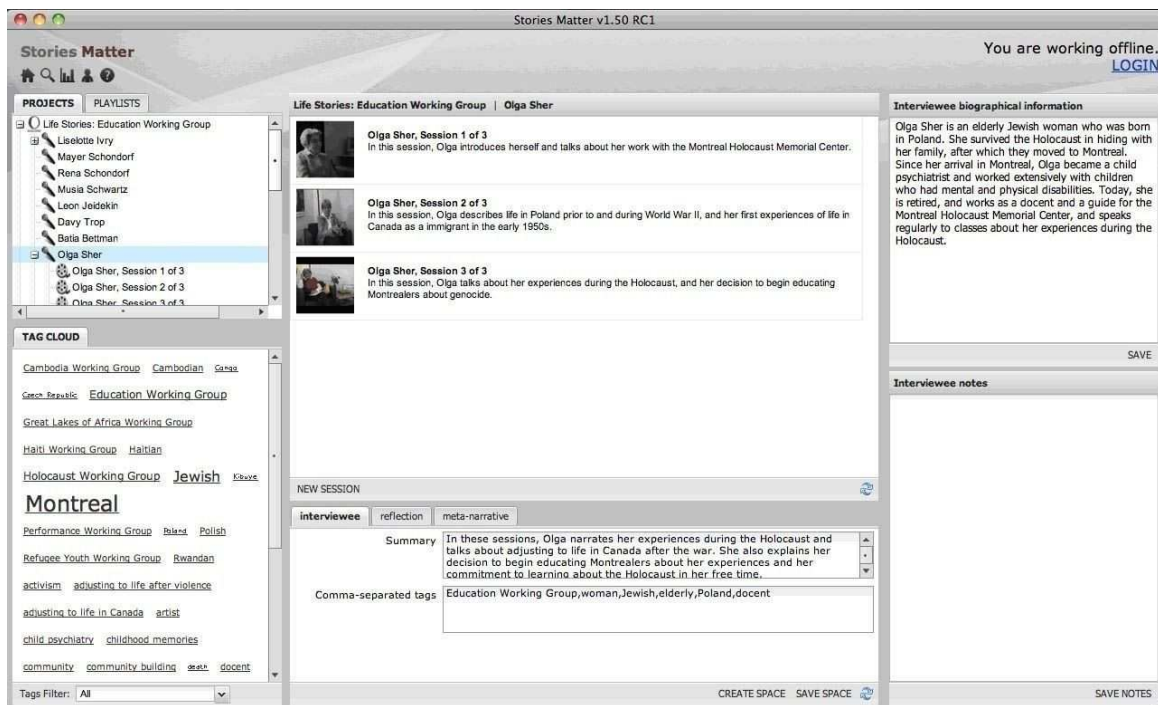 Stories Matter v1.50 RC1
Stories Matter
You are working offline.
LOGIN
PROJECTS PLAYLISTS
Life Stories: Education Working Group
Liselotte Ivry
Mayer Schondorf
Rena Schondorf
Musia Schwartz
Leon Jeidekin
Davy Trop
Batia Bettman
Olga Sher
Olga Sher, Session 1 of 3
Olga Sher, Session 2 of 3
Olga Sher, Session 3 of 3
TAG CLOUD
Cambodia Working Group Cambodian Congo
Czech Republic Education Working Group
Great Lakes of Africa Working Group
Haiti Working Group Haitian
Holocaust Working Group Jewish Kibuye
Montreal
Performance Working Group Poland Polish
Refugee Youth Working Group Rwandan
activism adjusting to life after violence
adjusting to life in Canada artist
child psychiatry childhood memories
community community building death docent
Tags Filter: All
Life Stories: Education Working Group | Olga Sher
Olga Sher, Session 1 of 3
In this session, Olga introduces herself and talks about her work with the Montreal Holocaust Memorial Center.
Olga Sher, Session 2 of 3
In this session, Olga describes life in Poland prior to and during World War II, and her first experiences of life in
Canada as a immigrant in the early 1950s.
Olga Sher, Session 3 of 3
In this session, Olga talks about her experiences during the Holocaust, and her decision to begin educating
Montrealers about genocide.
NEW SESSION
interviewee reflection meta-narrative
Summary
In these sessions, Olga narrates her experiences during the Holocaust and
talks about adjusting to life in Canada after the war. She also explains her
decision to begin educating Montrealers about her experiences and her
commitment to learning about the Holocaust in her free time.
Comma-separated tags
Education Working Group,woman,Jewish,elderly,Poland,docent
CREATE SPACE SAVE SPACE
Interviewee biographical information
Olga Sher is an elderly Jewish woman who was born
in Poland. She survived the Holocaust in hiding with
her family, after which they moved to Montreal.
Since her arrival in Montreal, Olga became a child
psychiatrist and worked extensively with children
who had mental and physical disabilities. Today, she
is retired, and works as a docent and a guide for the
Montreal Holocaust Memorial Center, and speaks
regularly to classes about her experiences during the
Holocaust.
SAVE
Interviewee notes
SAVE NOTES